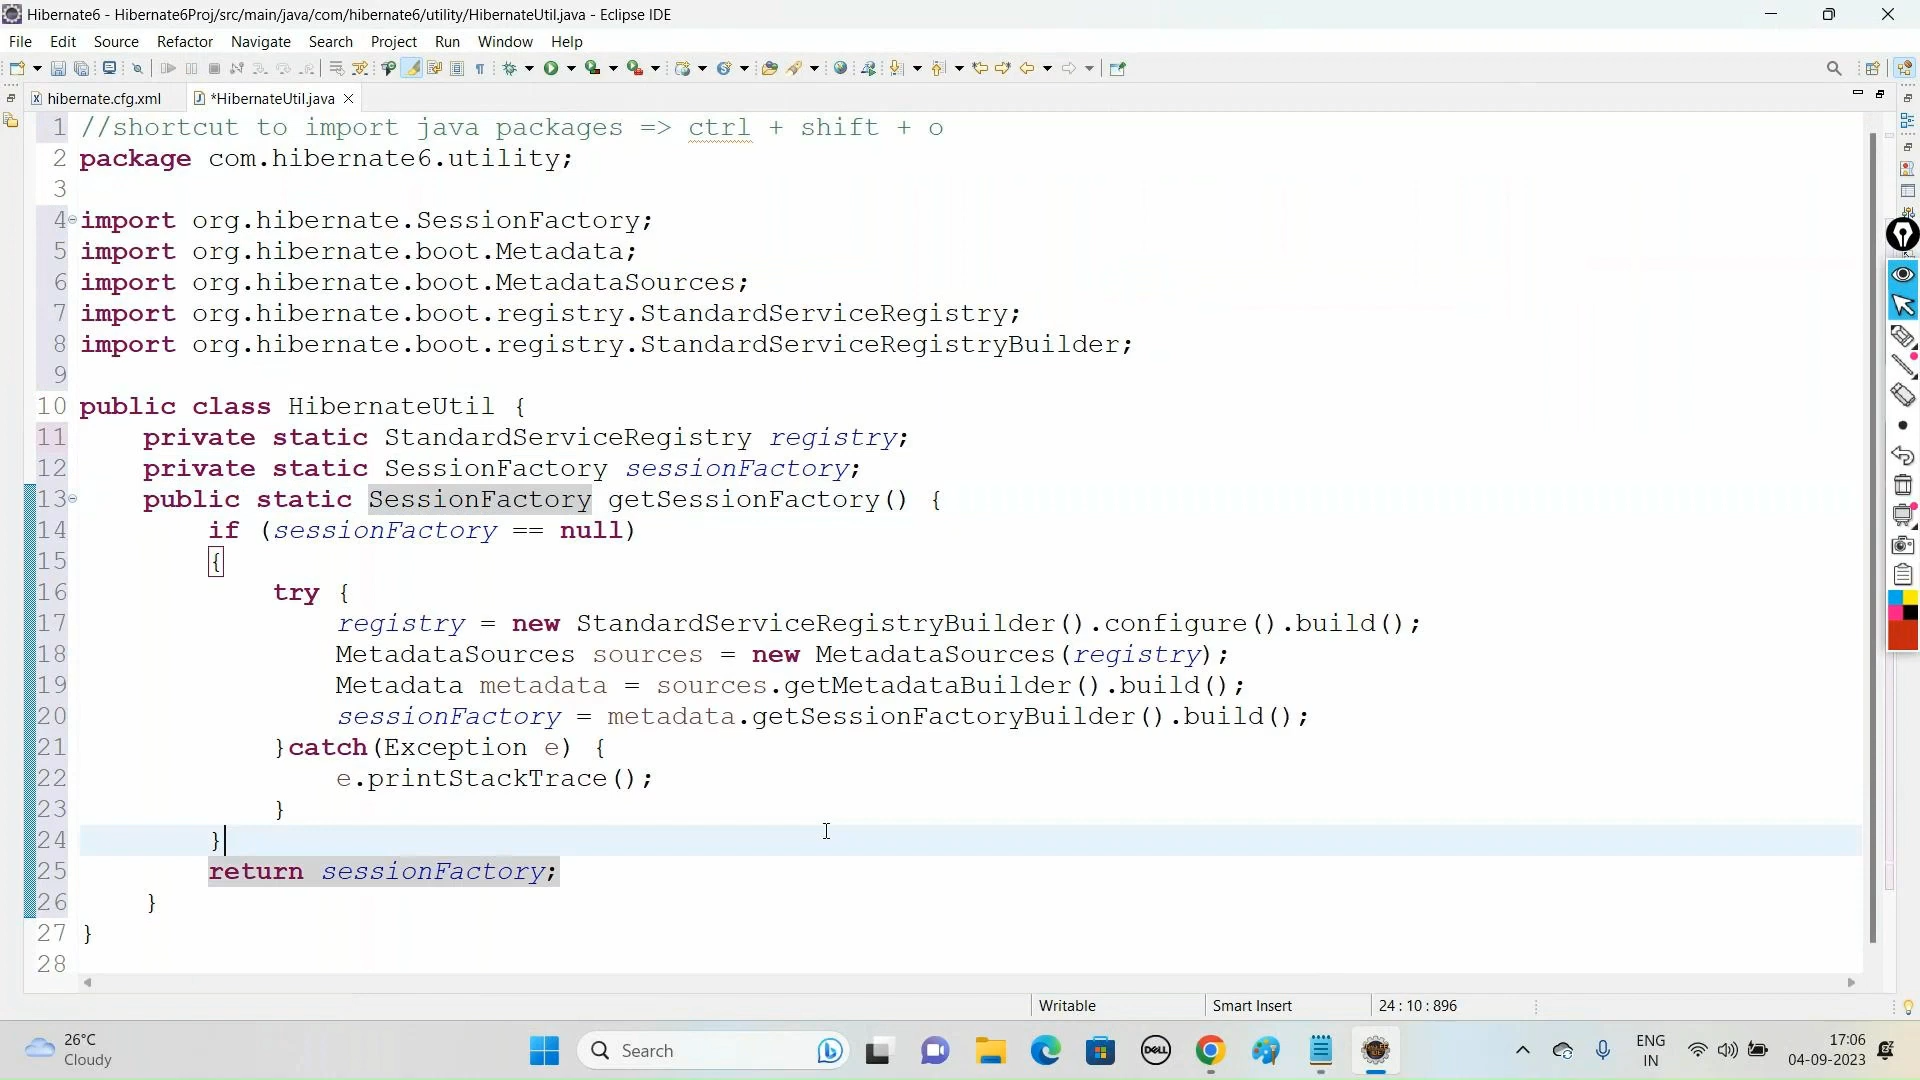 Hibernate6 - Hibernate6Proj/src/main/java/com/hibernate6/utility/HibernateUtil.java - Eclipse IDE
File Edit Source Refactor Navigate Search Project Run Window Help
hibernate.cfg.xml *HibernateUtil.java
1 //shortcut to import java packages => ctrl + shift + o
2 package com.hibernate6.utility;
3
4 import org.hibernate.SessionFactory;
5 import org.hibernate.boot.Metadata;
6 import org.hibernate.boot.MetadataSources;
7 import org.hibernate.boot.registry.StandardServiceRegistry;
8 import org.hibernate.boot.registry.StandardServiceRegistryBuilder;
9
10 public class HibernateUtil {
11 private static StandardServiceRegistry registry;
12 private static SessionFactory sessionFactory;
13 public static SessionFactory getSessionFactory() {
14 if (sessionFactory == null)
15 {
16 try {
17 registry = new StandardServiceRegistryBuilder().configure().build();
18 MetadataSources sources = new MetadataSources(registry);
19 Metadata metadata = sources.getMetadataBuilder().build();
20 sessionFactory = metadata.getSessionFactoryBuilder().build();
21 }catch(Exception e) {
22 e.printStackTrace();
23 }
24 }
25 return sessionFactory;
26 }
27 }
28
Writable Smart Insert 24 : 10 : 896
26°C
Cloudy
Search
DELL
ENG
IN
17:06
04-09-2023